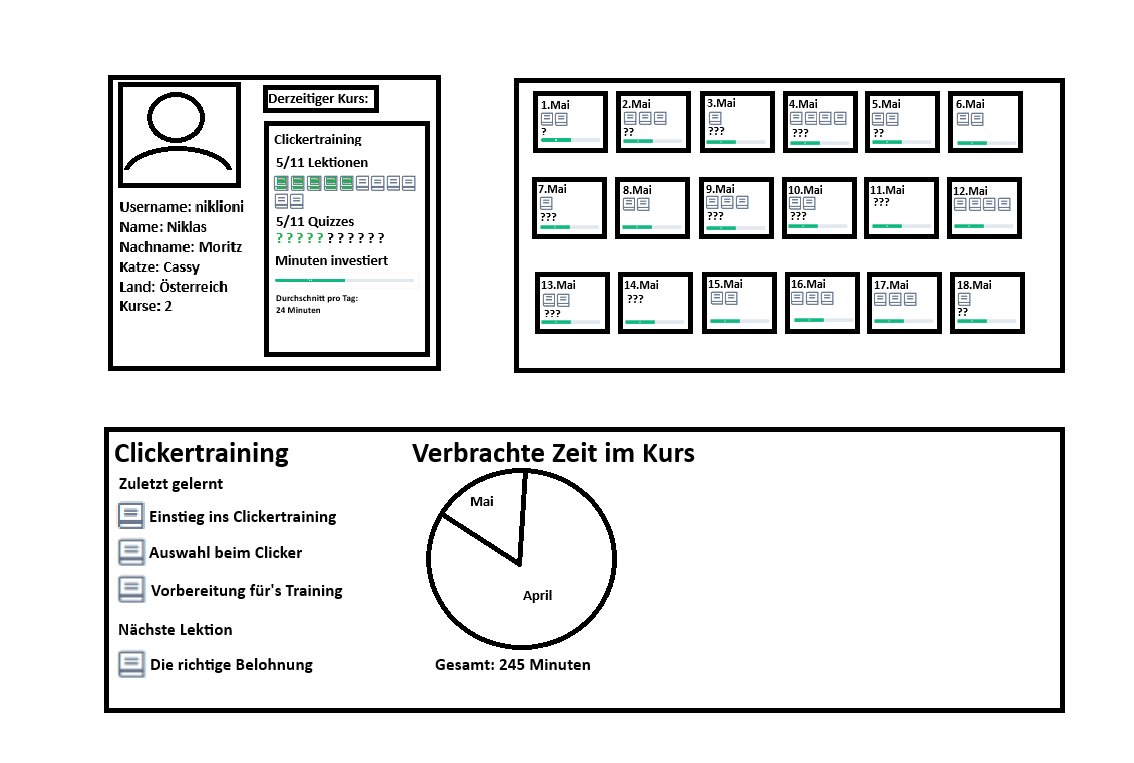 Derzeitiger Kurs:
Clickertraining
5/11 Lektionen
5/11 Quizzes
? ? ? ? ? ? ? ? ? ? ?
Minuten investiert
Durchschnitt pro Tag:
24 Minuten
Username: niklioni
Name: Niklas
Nachname: Moritz
Katze: Cassy
Land: Österreich
Kurse: 2
1.Mai
?
2.Mai
??
3.Mai
???
4.Mai
???
5.Mai
??
6.Mai
7.Mai
???
8.Mai
9.Mai
???
10.Mai
???
11.Mai
???
12.Mai
13.Mai
???
14.Mai
???
15.Mai
16.Mai
17.Mai
18.Mai
??
Clickertraining
Zuletzt gelernt
Einstieg ins Clickertraining
Auswahl beim Clicker
Vorbereitung für's Training
Nächste Lektion
Die richtige Belohnung
Verbrachte Zeit im Kurs
Mai
April
Gesamt: 245 Minuten